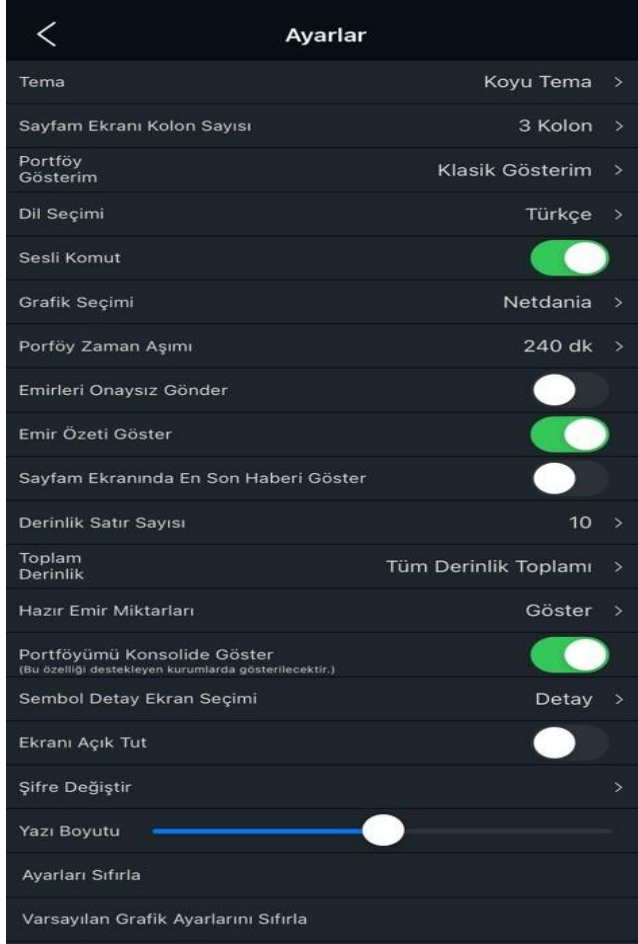 Ayarlar
Tema Koyu Tema >
Sayfam Ekranı Kolon Sayısı 3 Kolon >
Portföy
Gösterim Klasik Gösterim >
Dil Seçimi Türkçe >
Sesli Komut
Grafik Seçimi Netdania >
Porföy Zaman Aşımı 240 dk >
Emirleri Onaysız Gönder
Emir Özeti Göster
Sayfam Ekranında En Son Haberi Göster
Derinlik Satır Sayısı 10 >
Toplam
Derinlik Tüm Derinlik Toplamı >
Hazır Emir Miktarları Göster >
Portföyümü Konsolide Göster
(Bu özelliği destekleyen kurumlarda gösterilecektir.)
Sembol Detay Ekran Seçimi Detay >
Ekranı Açık Tut
Şifre Değiştir >
Yazı Boyutu
Ayarları Sıfırla
Varsayılan Grafik Ayarlarını Sıfırla